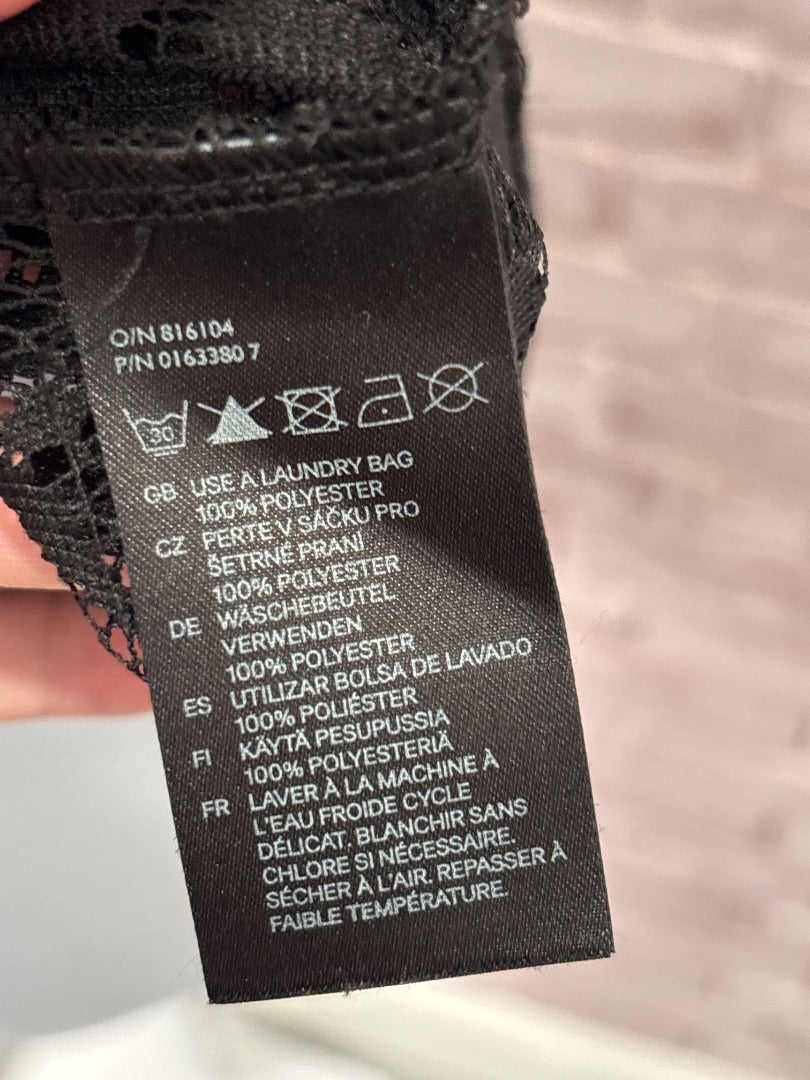 O/N 816104
P/N 0163380 7
30
GB USE A LAUNDRY BAG
100% POLYESTER
CZ PERTE V SÁČKU PRO
ŠETRNÉ PRANÍ
100% POLYESTER
DE WÄSCHEBEUTEL
VERWENDEN
100% POLYESTER
ES UTILIZAR BOLSA DE LAVADO
100% POLIÉSTER
FI KÄYTÄ PESUPUSSIA
100% POLYESTERIÄ
FR LAVER À LA MACHINE À
L'EAU FROIDE CYCLE
DÉLICAT. BLANCHIR SANS
CHLORE SI NÉCESSAIRE.
SÉCHER À L'AIR. REPASSER À
FAIBLE TEMPÉRATURE.